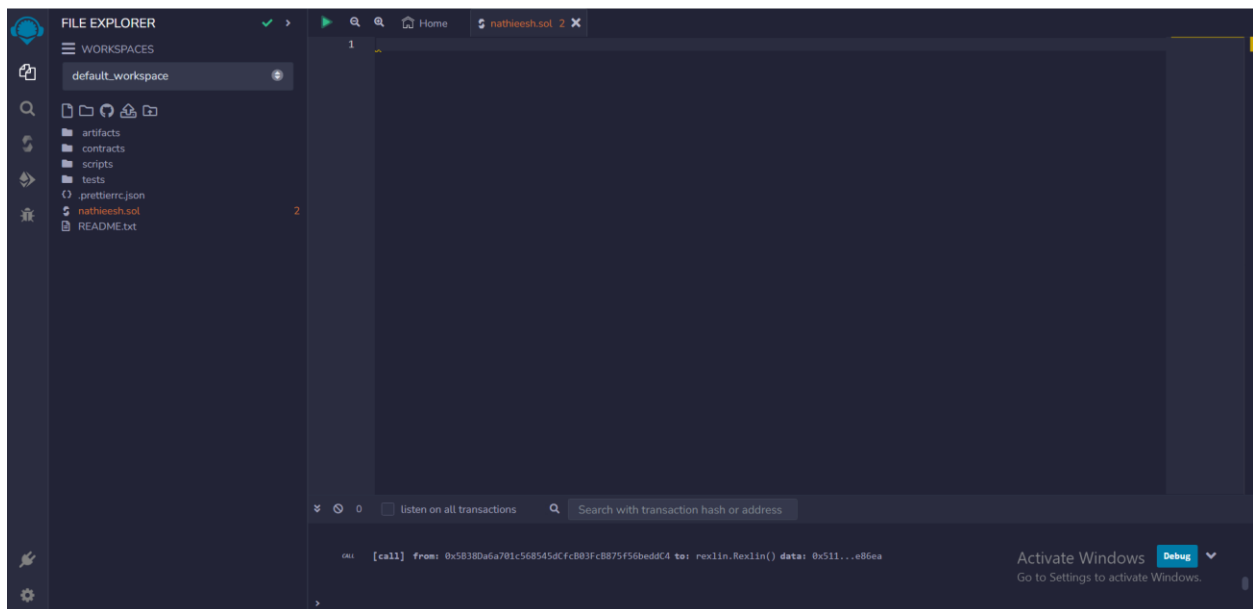 FILE EXPLORER
WORKSPACES
default_workspace
artifacts
contracts
scripts
tests
.prettierrc.json
nathieesh.sol 2
README.txt
Home
nathieesh.sol 2
1
0 listen on all transactions Search with transaction hash or address
CALL [call] from: 0x5B38Da6a701c568545dCfcB03FcB875f56beddC4 to: rexlin.Rexlin() data: 0x511...e86ea
Debug
>
Activate Windows
Go to Settings to activate Windows.